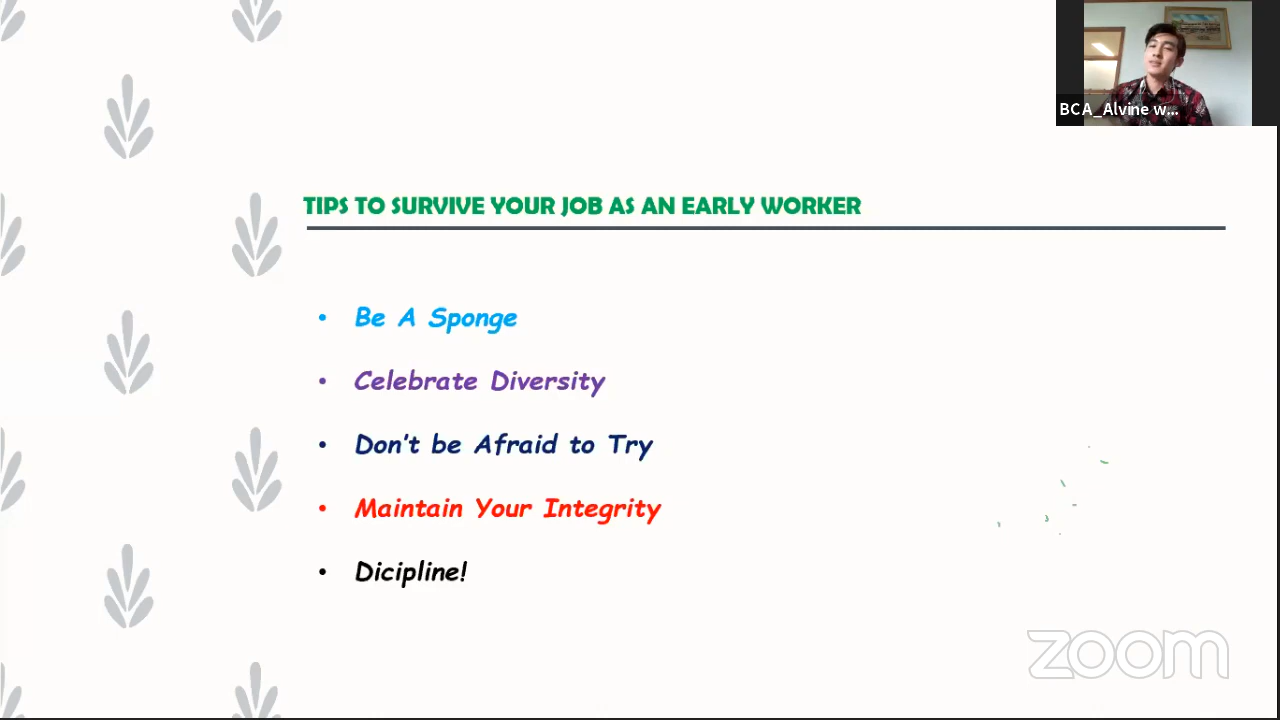 BCA_Alvine w...
TIPS TO SURVIVE YOUR JOB AS AN EARLY WORKER
• Be A Sponge
• Celebrate Diversity
• Don't be Afraid to Try
• Maintain Your Integrity
• Dicipline!
zoom